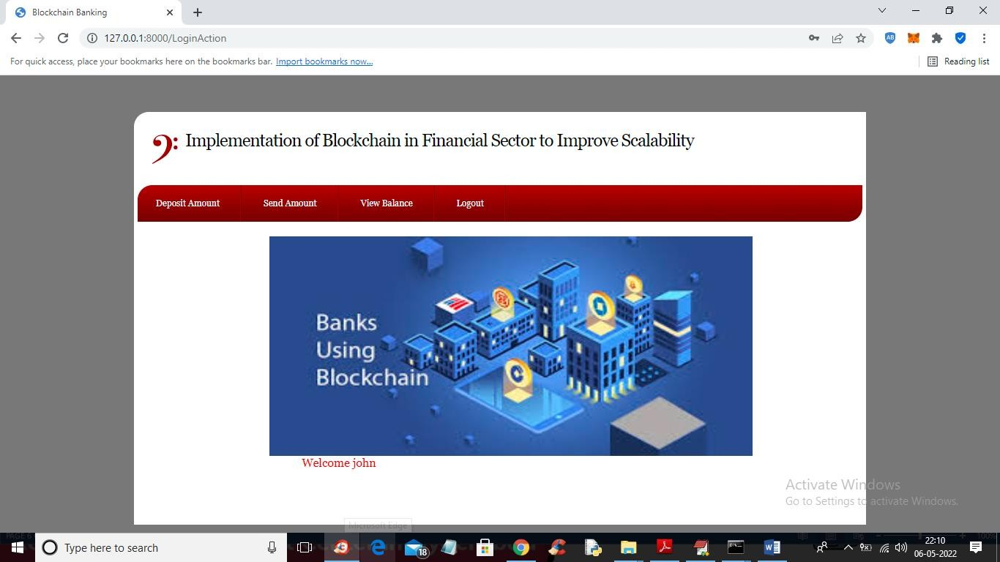 Blockchain Banking
127.0.0.1:8000/LoginAction
For quick access, place your bookmarks here on the bookmarks bar. Import bookmarks now...
Reading list
Implementation of Blockchain in Financial Sector to Improve Scalability
Deposit Amount Send Amount View Balance Logout
Banks
Using
Blockchain
Welcome john
Activate Windows
Go to Settings to activate Windows.
Microsoft Edge
PAGE 6
100%
Type here to search
18
22:10
06-05-2022